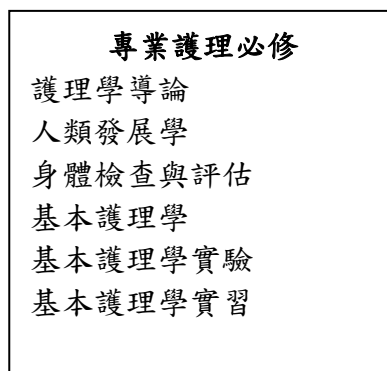 專業護理必修
護理學導論
人類發展學
身體檢查與評估
基本護理學
基本護理學實驗
基本護理學實習